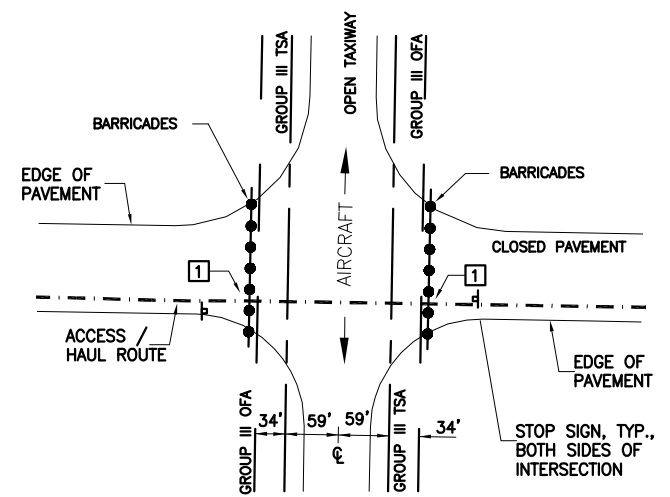 GROUP III TSA
OPEN TAXIWAY
GROUP III OFA
BARRICADES
BARRICADES
EDGE OF
PAVEMENT
AIRCRAFT
CLOSED PAVEMENT
1
1
ACCESS /
HAUL ROUTE
EDGE OF
PAVEMENT
34' 59' 59' 34'
GROUP III OFA
℄
GROUP III TSA
STOP SIGN, TYP.,
BOTH SIDES OF
INTERSECTION